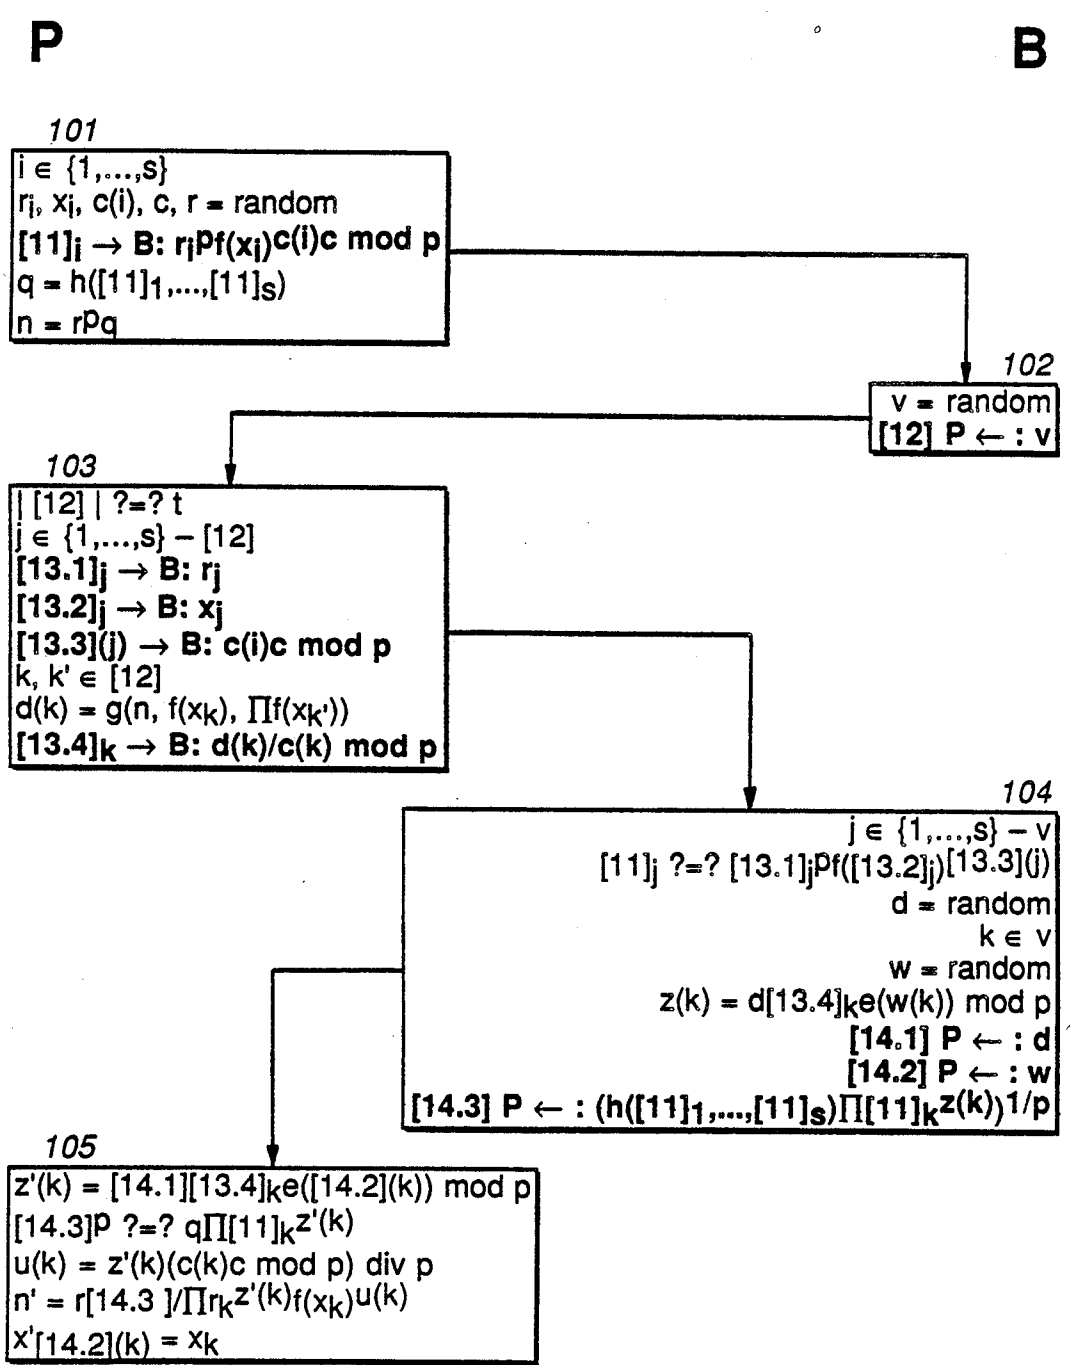 P
B
101
i ∈ {1,...,s}
rᵢ, xᵢ, c(i), c, r = random
[11]ᵢ → B: rᵢᵖf(xᵢ)ᶜ⁽ⁱ⁾ᶜ mod p
q = h([11]₁,...,[11]ₛ)
n = rᵖq
102
v = random
[12] P ← : v
103
| [12] | ?=? t
j ∈ {1,...,s} – [12]
[13.1]ⱼ → B: rⱼ
[13.2]ⱼ → B: xⱼ
[13.3](j) → B: c(i)c mod p
k, k' ∈ [12]
d(k) = g(n, f(xₖ), ∏f(xₖ'))
[13.4]ₖ → B: d(k)/c(k) mod p
104
j ∈ {1,...,s} – v
[11]ⱼ ?=? [13.1]ⱼᵖf([13.2]ⱼ)^[13.3](j)
d = random
k ∈ v
w = random
z(k) = d[13.4]ₖe(w(k)) mod p
[14.1] P ← : d
[14.2] P ← : w
[14.3] P ← : (h([11]₁,...,[11]ₛ)∏[11]ₖᶻ⁽ᵏ⁾)¹/ᵖ
105
z'(k) = [14.1][13.4]ₖe([14.2](k)) mod p
[14.3]ᵖ ?=? q∏[11]ₖᶻ'⁽ᵏ⁾
u(k) = z'(k)(c(k)c mod p) div p
n' = r[14.3 ]/∏rₖᶻ'⁽ᵏ⁾f(xₖ)ᵘ⁽ᵏ⁾
x'[14.2](k) = xₖ